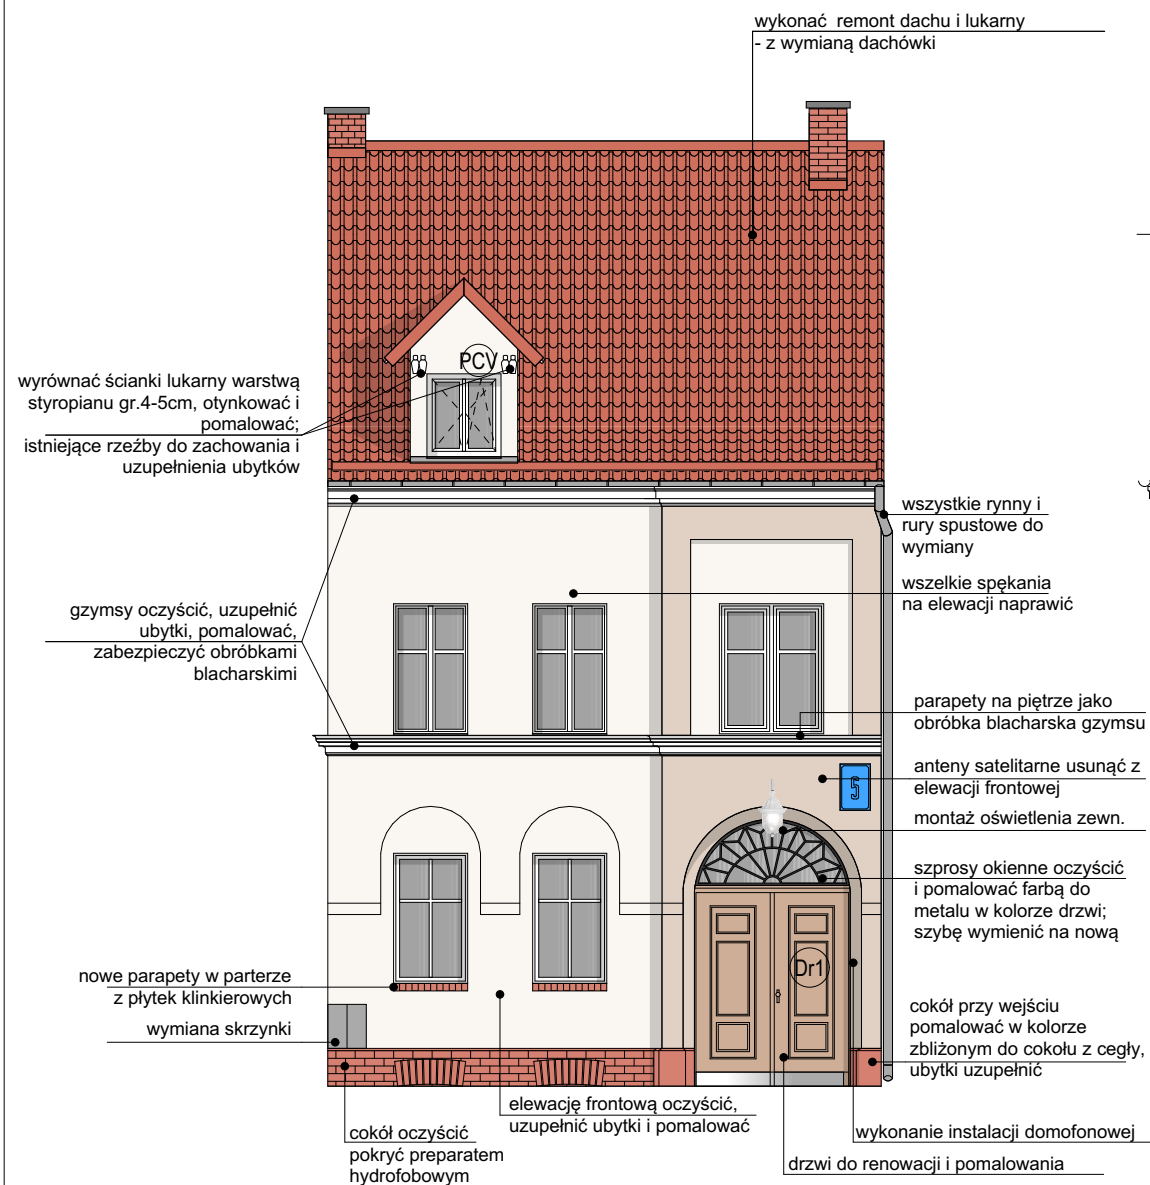 wykonać remont dachu i lukarny
- z wymianą dachówki
PCV
wyrównać ścianki lukarny warstwą
styropianu gr.4-5cm, otynkować i
pomalować;
istniejące rzeźby do zachowania i
uzupełnienia ubytków
wszystkie rynny i
rury spustowe do
wymiany
wszelkie spękania
na elewacji naprawić
gzymsy oczyścić, uzupełnić
ubytki, pomalować,
zabezpieczyć obróbkami
blacharskimi
parapety na piętrze jako
obróbka blacharska gzymsu
anteny satelitarne usunąć z
elewacji frontowej
5
montaż oświetlenia zewn.
szprosy okienne oczyścić
i pomalować farbą do
metalu w kolorze drzwi;
szybę wymienić na nową
Dr1
nowe parapety w parterze
z płytek klinkierowych
wymiana skrzynki
cokół przy wejściu
pomalować w kolorze
zbliżonym do cokołu z cegły,
ubytki uzupełnić
elewację frontową oczyścić,
uzupełnić ubytki i pomalować
cokół oczyścić
pokryć preparatem
hydrofobowym
wykonanie instalacji domofonowej
drzwi do renowacji i pomalowania